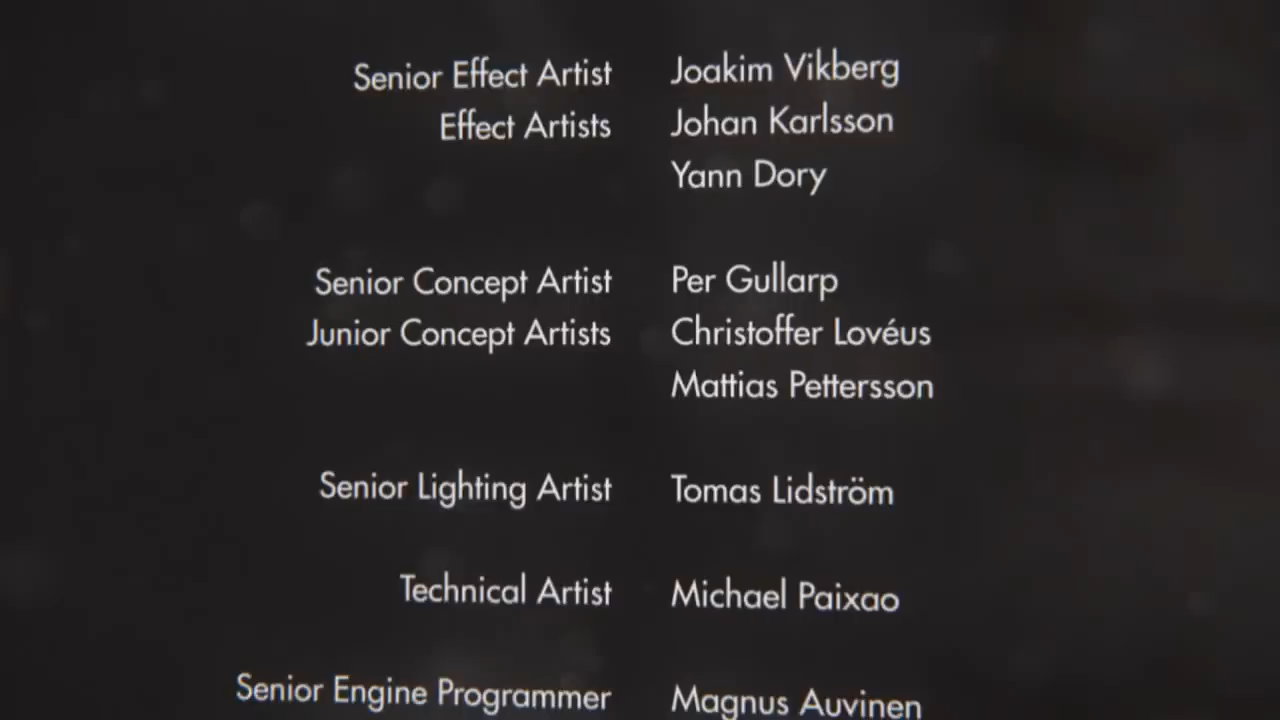 Senior Effect Artist Joakim Vikberg
Effect Artists Johan Karlsson
Yann Dory
Senior Concept Artist Per Gullarp
Junior Concept Artists Christoffer Lovéus
Mattias Pettersson
Senior Lighting Artist Tomas Lidström
Technical Artist Michael Paixao
Senior Engine Programmer Magnus Auvinen